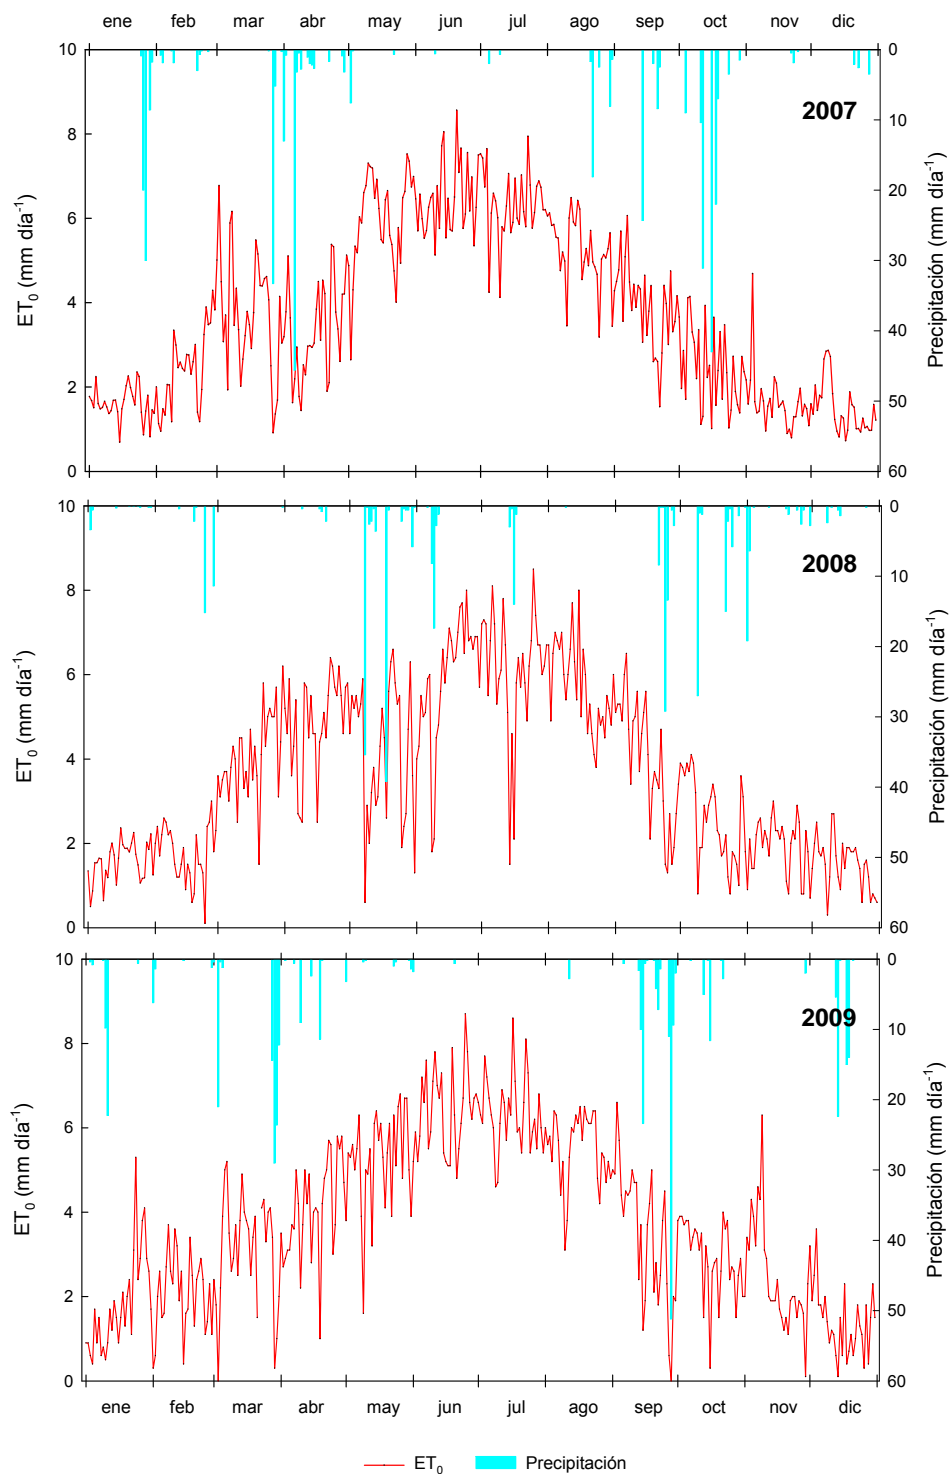 ene feb mar abr may jun jul ago sep oct nov dic
10 8 6 4 2 0
ET0 (mm día-1)
2007
0 10 20 30 40 50 60
Precipitación (mm día-1)
10 8 6 4 2 0
ET0 (mm día-1)
2008
0 10 20 30 40 50 60
Precipitación (mm día-1)
10 8 6 4 2 0
ET0 (mm día-1)
2009
0 10 20 30 40 50 60
Precipitación (mm día-1)
ene feb mar abr may jun jul ago sep oct nov dic
ET0 Precipitación